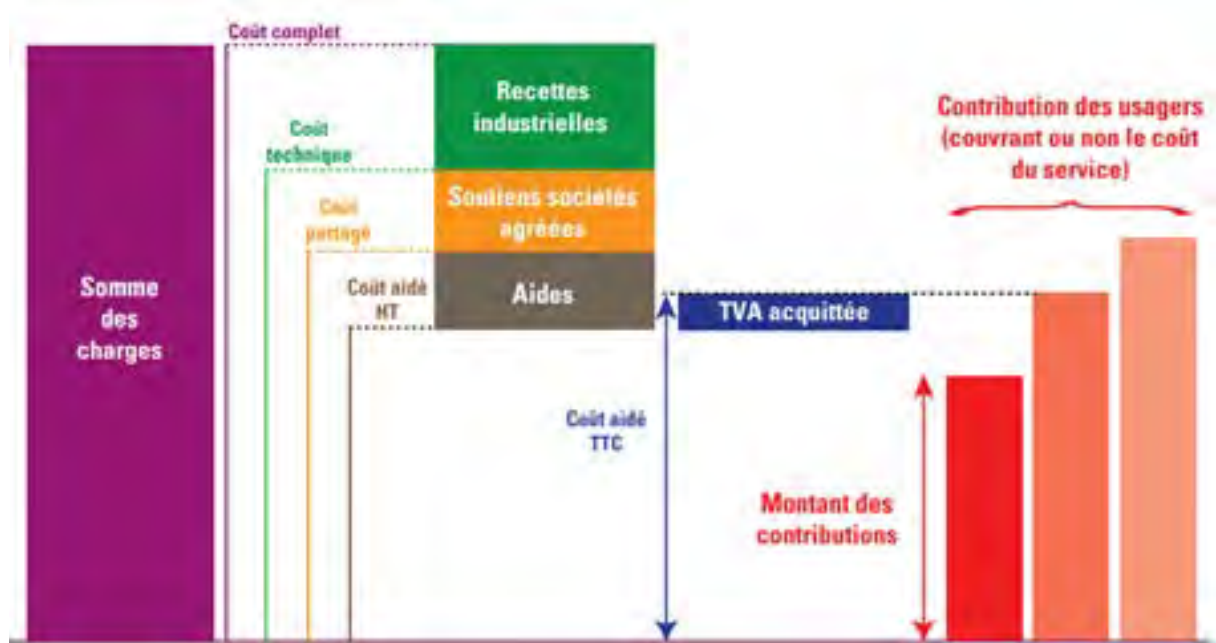 Coût complet
Somme
des
charges
Coût
technique
Coût
partagé
Coût aidé
HT
Recettes
industrielles
Soutiens sociétés
agréées
Aides
TVA acquittée
Coût aidé
TTC
Contribution des usagers
(couvrant ou non le coût
du service)
Montant des
contributions